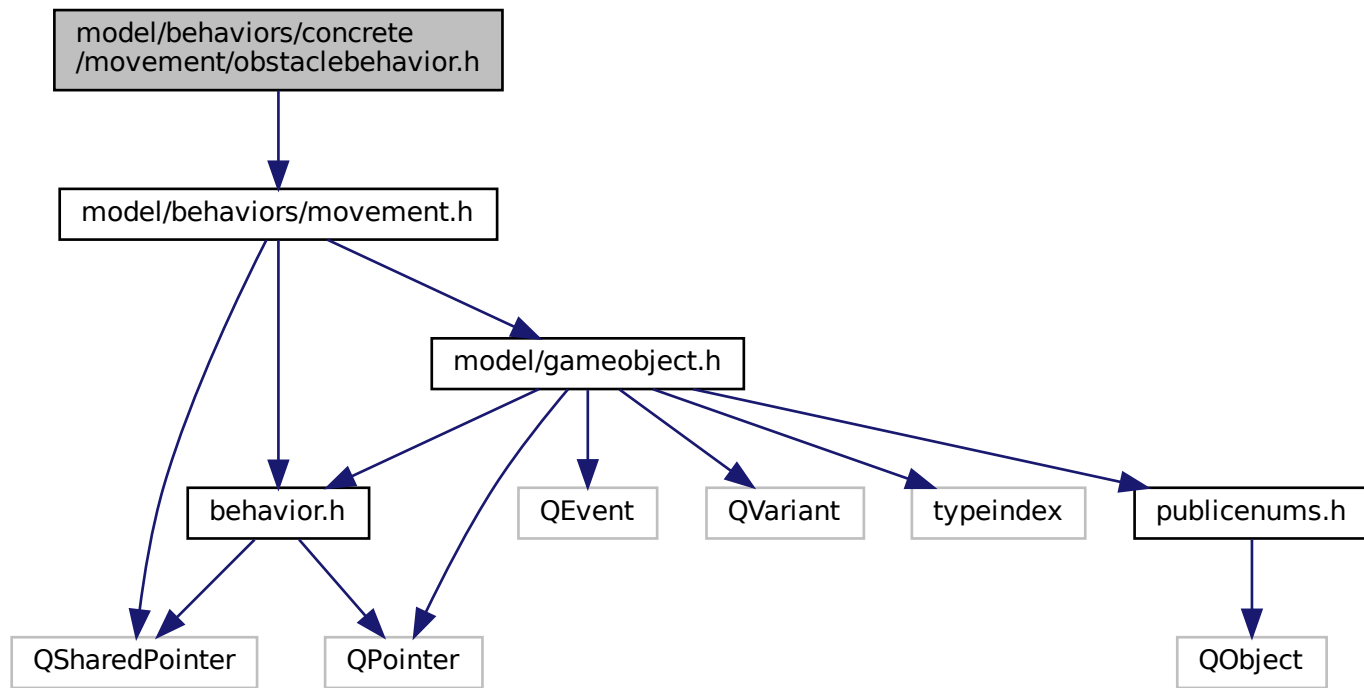 model/behaviors/concrete
/movement/obstaclebehavior.h
model/behaviors/movement.h
model/gameobject.h
behavior.h
QEvent
QVariant
typeindex
publicenums.h
QSharedPointer
QPointer
QObject